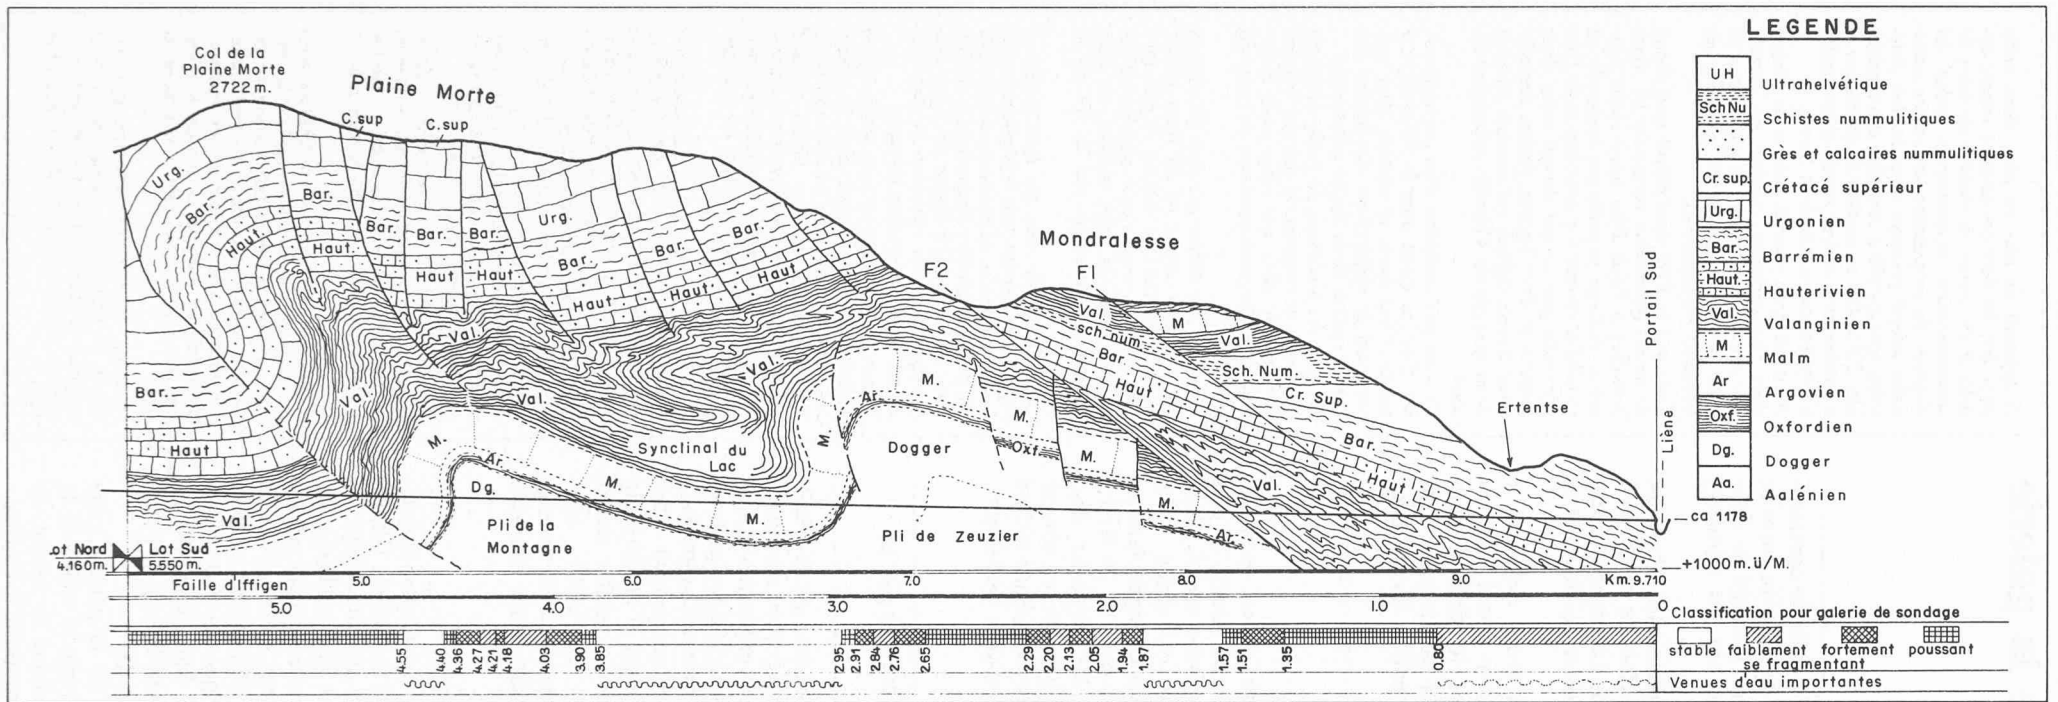 LEGENDE
UH
Ultrahelvétique
Sch Nu
Schistes nummulitiques
Grès et calcaires nummulitiques
Cr. sup.
Crétacé supérieur
Urg.
Urgonien
Bar.
Barrémien
Haut.
Hauterivien
Val.
Valanginien
M
Malm
Ar
Argovien
Oxf.
Oxfordien
Dg.
Dogger
Aa.
Aalénien
Col de la
Plaine Morte
2722 m.
Plaine Morte
C.sup
C.sup
Urg.
Bar.
Haut
Bar.
Haut
Bar.
Bar.
Haut
Bar.
Haut
Urg.
Bar.
Haut
Bar.
Haut
Bar.
Haut
Mondralesse
F2
F1
Val.
sch. num.
M
Val.
Sch. Num.
Cr. Sup.
Bar.
Haut
Bar.
Haut
Val.
Ertentse
Portail Sud
Liène
ca 1178
+1000 m. ü/M.
Bar.
Haut
Val.
Val.
Val.
Val.
Val.
Synclinal du
Lac
M.
Ar.
Dg.
M.
M.
M.
Ar.
M.
M.
Oxf.
M.
M.
Ar.
Dogger
Pli de la
Montagne
Pli de Zeuzier
Lot Nord
4.160m.
Lot Sud
5.550 m.
Faille d'Iffigen
5.0
6.0
7.0
8.0
9.0
Km. 9.710
5.0
4.0
3.0
2.0
1.0
0
4.55
4.40
4.36
4.27
4.21
4.18
4.03
3.90
3.85
2.95
2.91
2.84
2.76
2.65
2.29
2.20
2.13
2.05
1.94
1.87
1.57
1.51
1.35
0.80
Classification pour galerie de sondage
stable faiblement fortement poussant
se fragmentant
Venues d'eau importantes